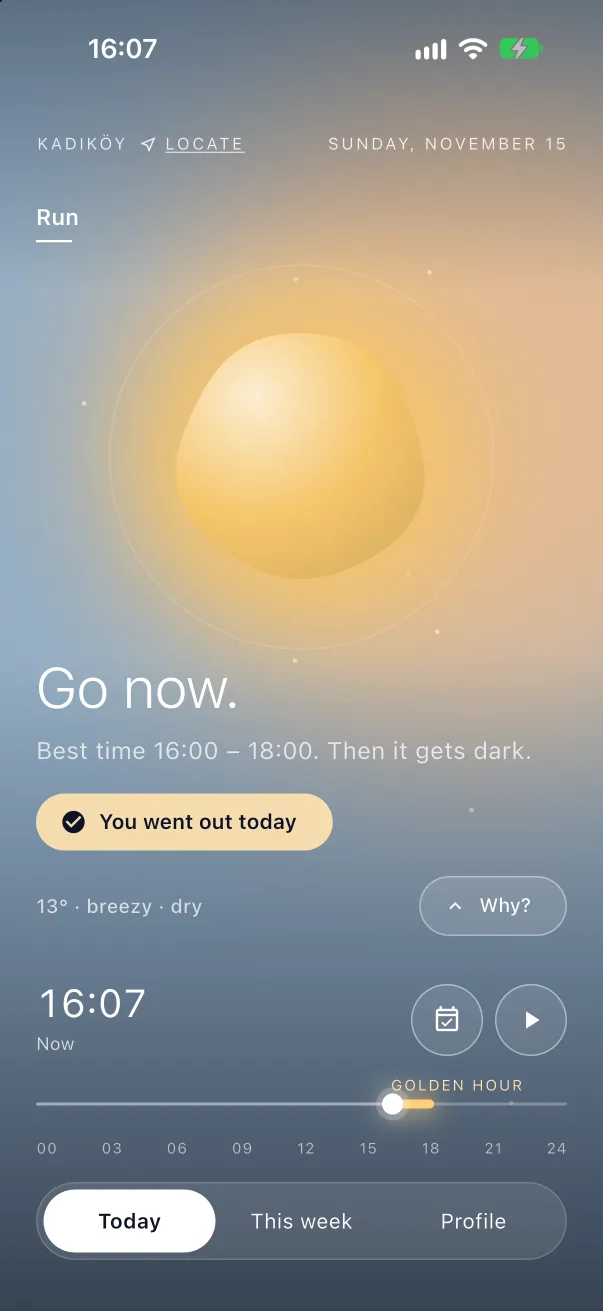 16:07
KADIKÖY LOCATE SUNDAY, NOVEMBER 15
Run
Go now.
Best time 16:00 – 18:00. Then it gets dark.
You went out today
13° · breezy · dry
Why?
16:07
Now
GOLDEN HOUR
00 03 06 09 12 15 18 21 24
Today This week Profile